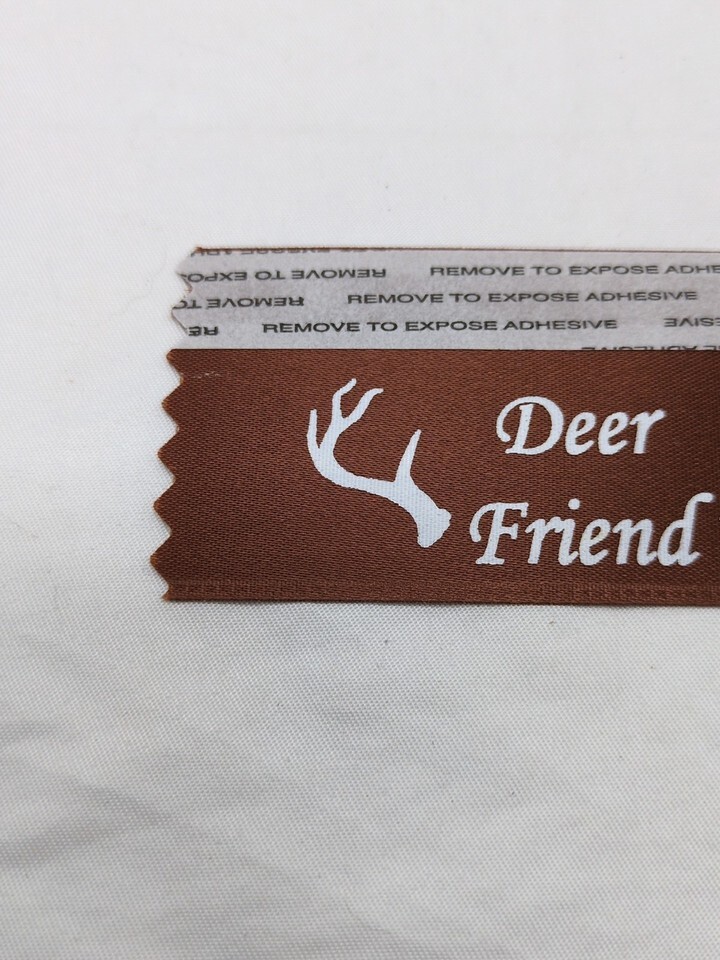 REMOVE TO EXPOSE ADHE
REMOVE TO EXPOSE ADHESIVE
REMOVE TO EXPOSE ADHESIVE
Deer
Friend